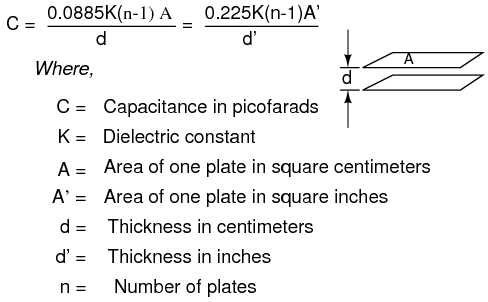 C = 0.0885K(n-1) A / d = 0.225K(n-1)A' / d'
A
d
Where,
C = Capacitance in picofarads
K = Dielectric constant
A = Area of one plate in square centimeters
A' = Area of one plate in square inches
d = Thickness in centimeters
d' = Thickness in inches
n = Number of plates